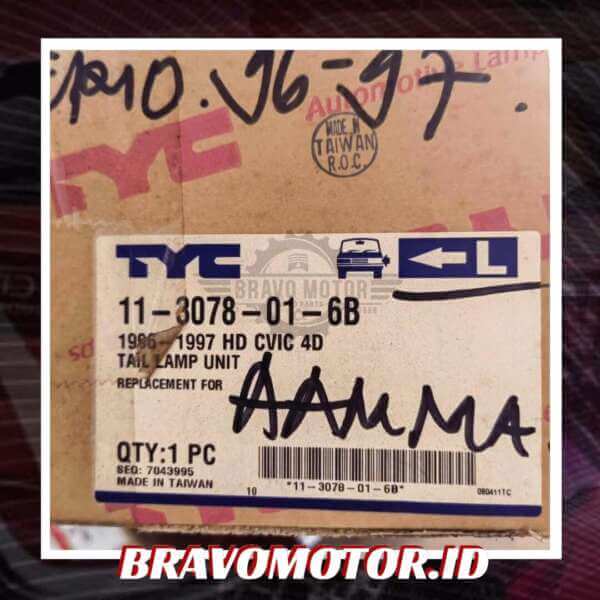 96-97.
Automotive Lamp
MADE IN
TAIWAN
R.O.C.
TYC
TYC
L
BRAVO MOTOR
11-3078-01-6B
1996-1997 HD CVIC 4D
TAIL LAMP UNIT
REPLACEMENT FOR
QTY:1 PC
SEQ: 7043995
MADE IN TAIWAN
10
*11-3078-01-6B*
080411TC
BRAVOMOTOR.ID